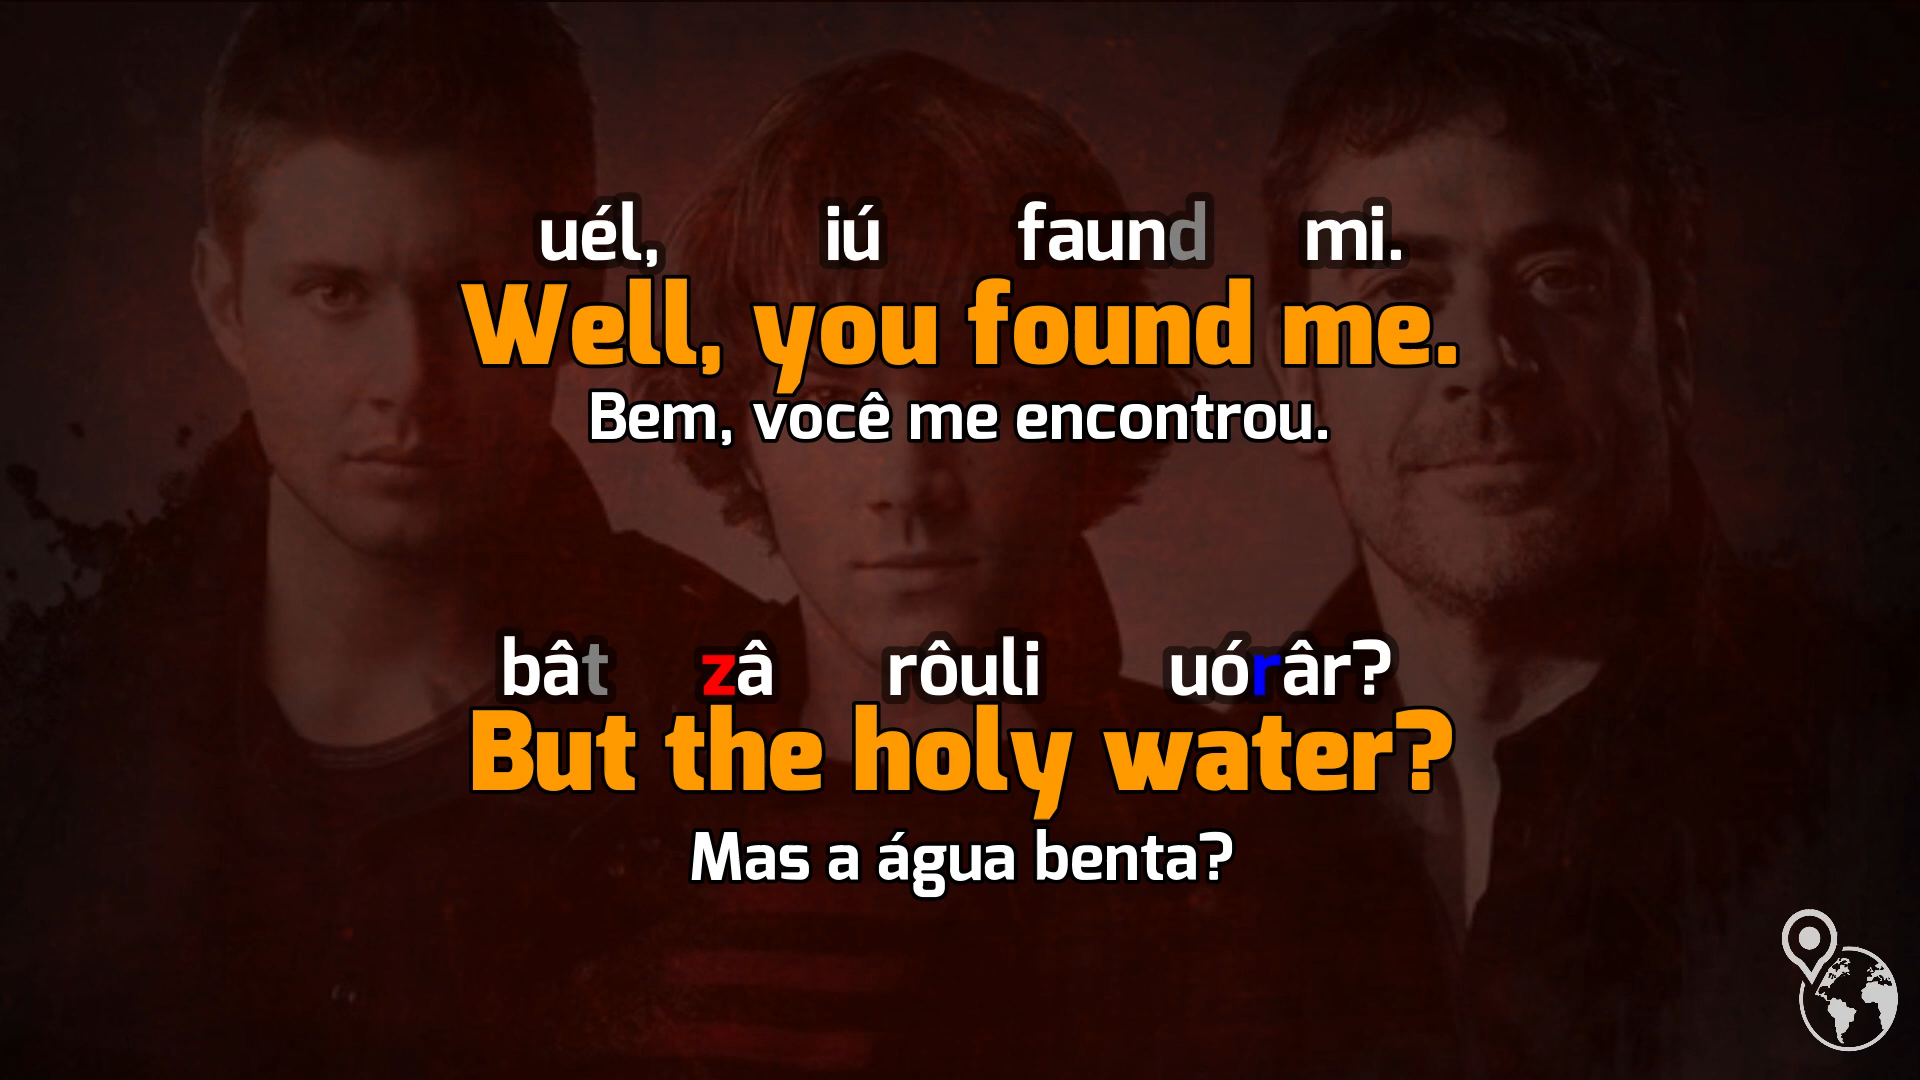 uél, iú faund mi.
Well, you found me.
Bem, você me encontrou.
bât zâ rôuli uórâr?
But the holy water?
Mas a água benta?